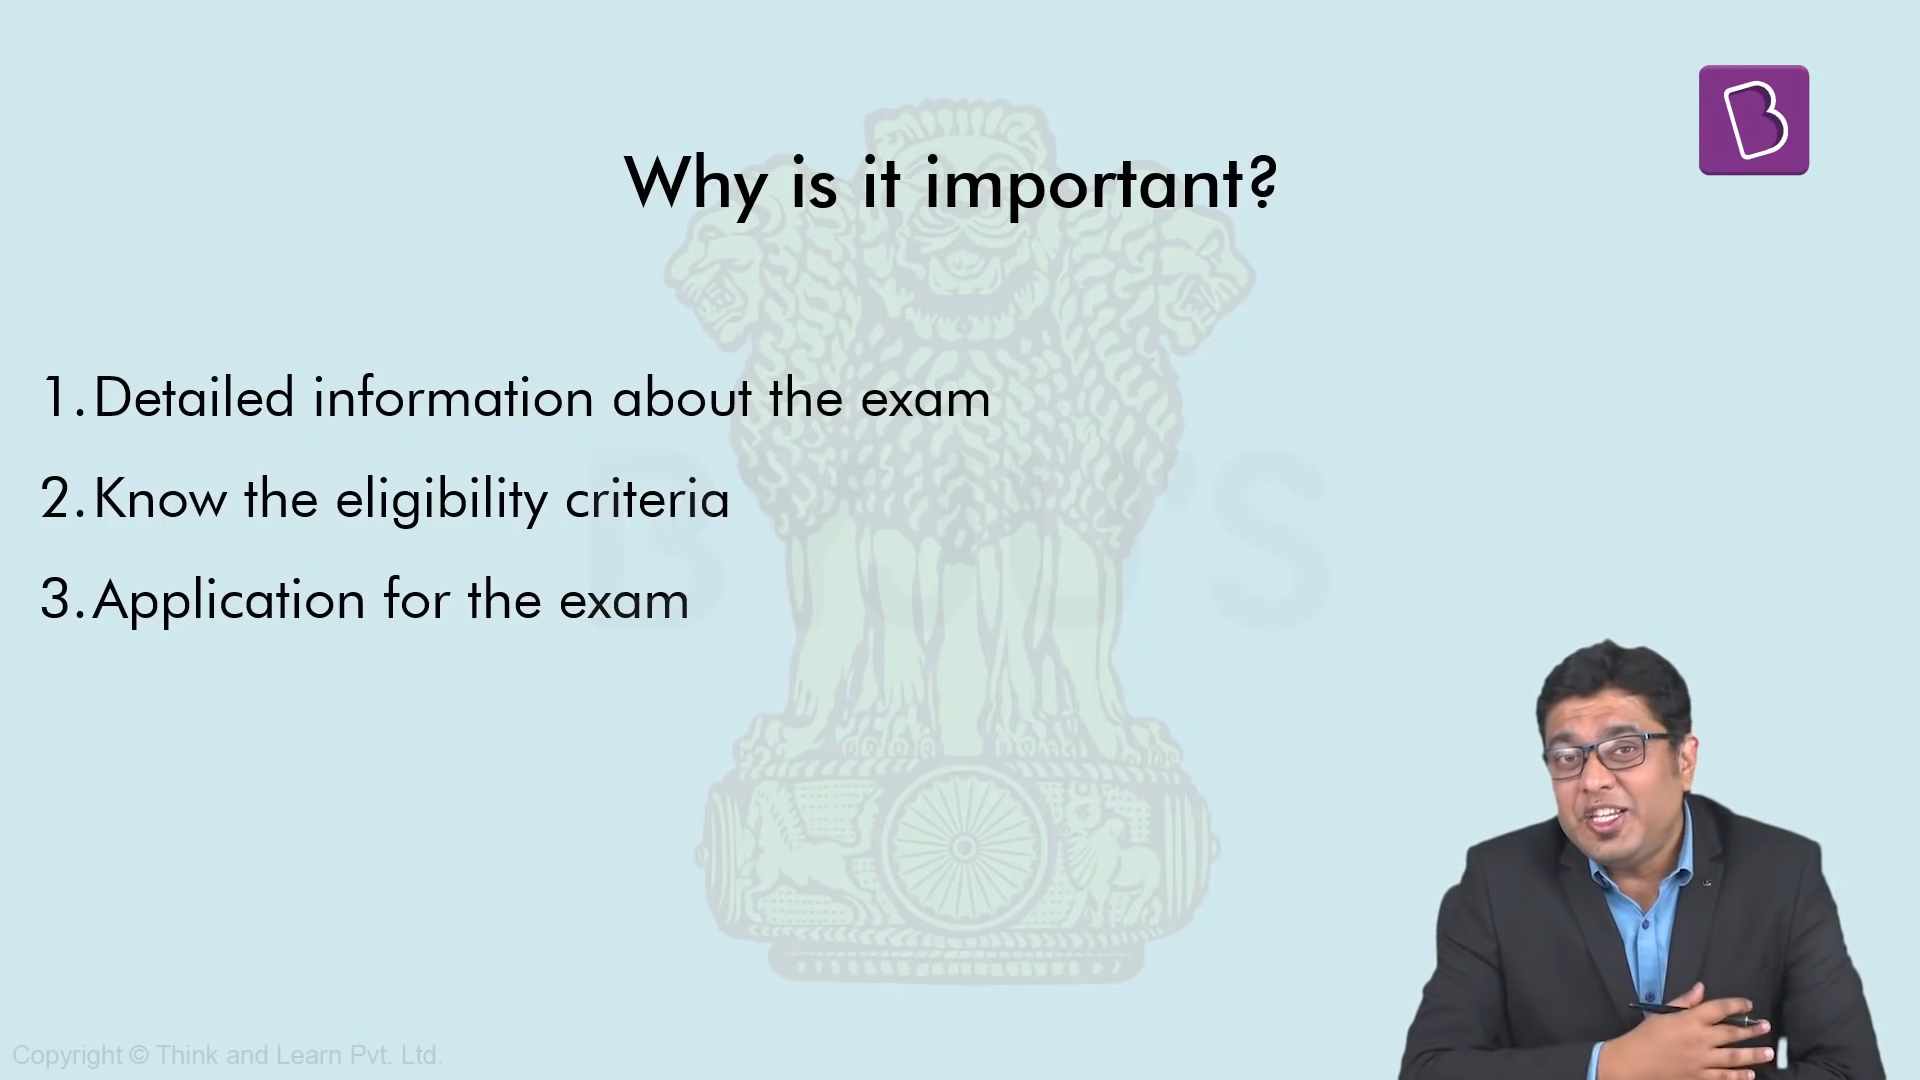 B
Why is it important?
1. Detailed information about the exam
2. Know the eligibility criteria
3. Application for the exam
BYJU'S
Copyright © Think and Learn Pvt. Ltd.